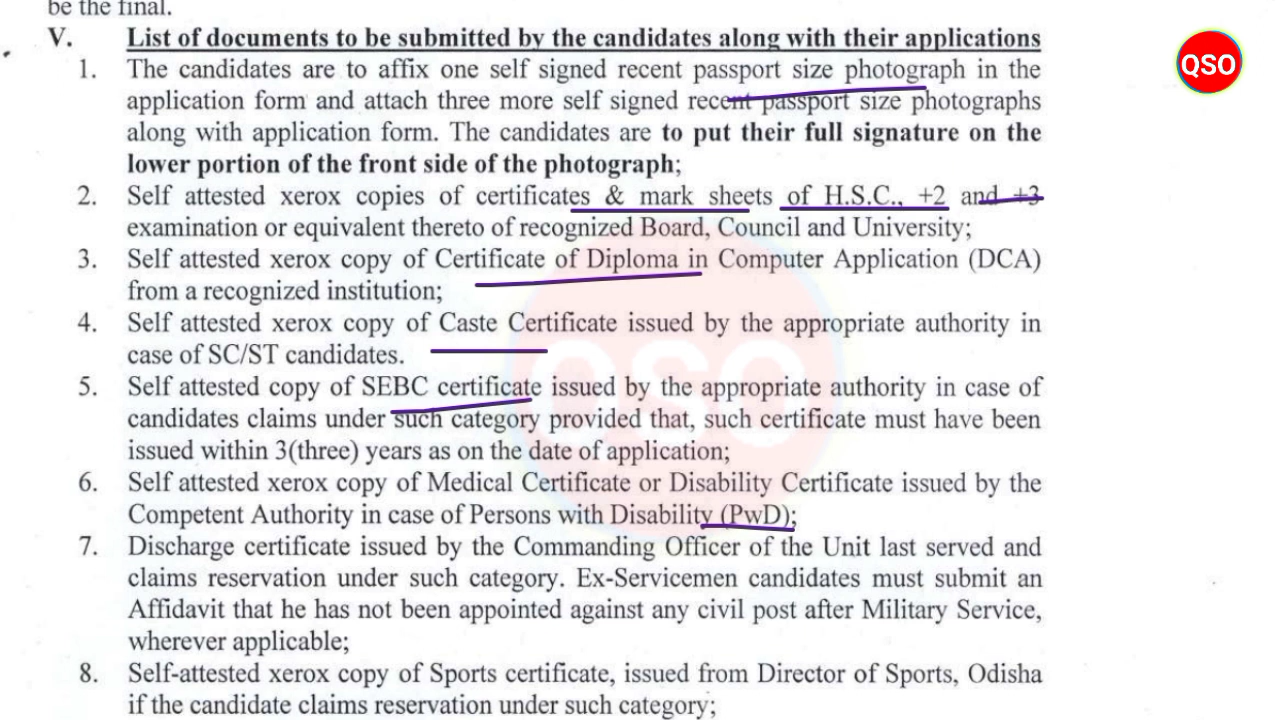 be the final.
V. List of documents to be submitted by the candidates along with their applications
QSO
1. The candidates are to affix one self signed recent passport size photograph in the
application form and attach three more self signed recent passport size photographs
along with application form. The candidates are to put their full signature on the
lower portion of the front side of the photograph;
2. Self attested xerox copies of certificates & mark sheets of H.S.C., +2 and +3
examination or equivalent thereto of recognized Board, Council and University;
3. Self attested xerox copy of Certificate of Diploma in Computer Application (DCA)
from a recognized institution;
4. Self attested xerox copy of Caste Certificate issued by the appropriate authority in
case of SC/ST candidates.
QSO
5. Self attested copy of SEBC certificate issued by the appropriate authority in case of
candidates claims under such category provided that, such certificate must have been
issued within 3(three) years as on the date of application;
6. Self attested xerox copy of Medical Certificate or Disability Certificate issued by the
Competent Authority in case of Persons with Disability (PwD);
7. Discharge certificate issued by the Commanding Officer of the Unit last served and
claims reservation under such category. Ex-Servicemen candidates must submit an
Affidavit that he has not been appointed against any civil post after Military Service,
wherever applicable;
8. Self-attested xerox copy of Sports certificate, issued from Director of Sports, Odisha
if the candidate claims reservation under such category;